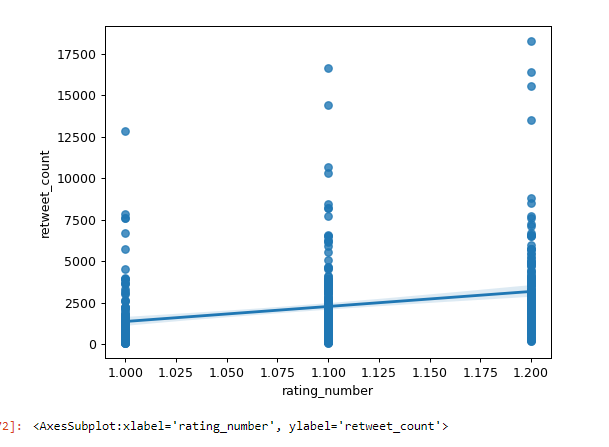 17500
15000
12500
10000
7500
5000
2500
0
retweet_count
1.000 1.025 1.050 1.075 1.100 1.125 1.150 1.175 1.200
rating_number
72]: <AxesSubplot:xlabel='rating_number', ylabel='retweet_count'>